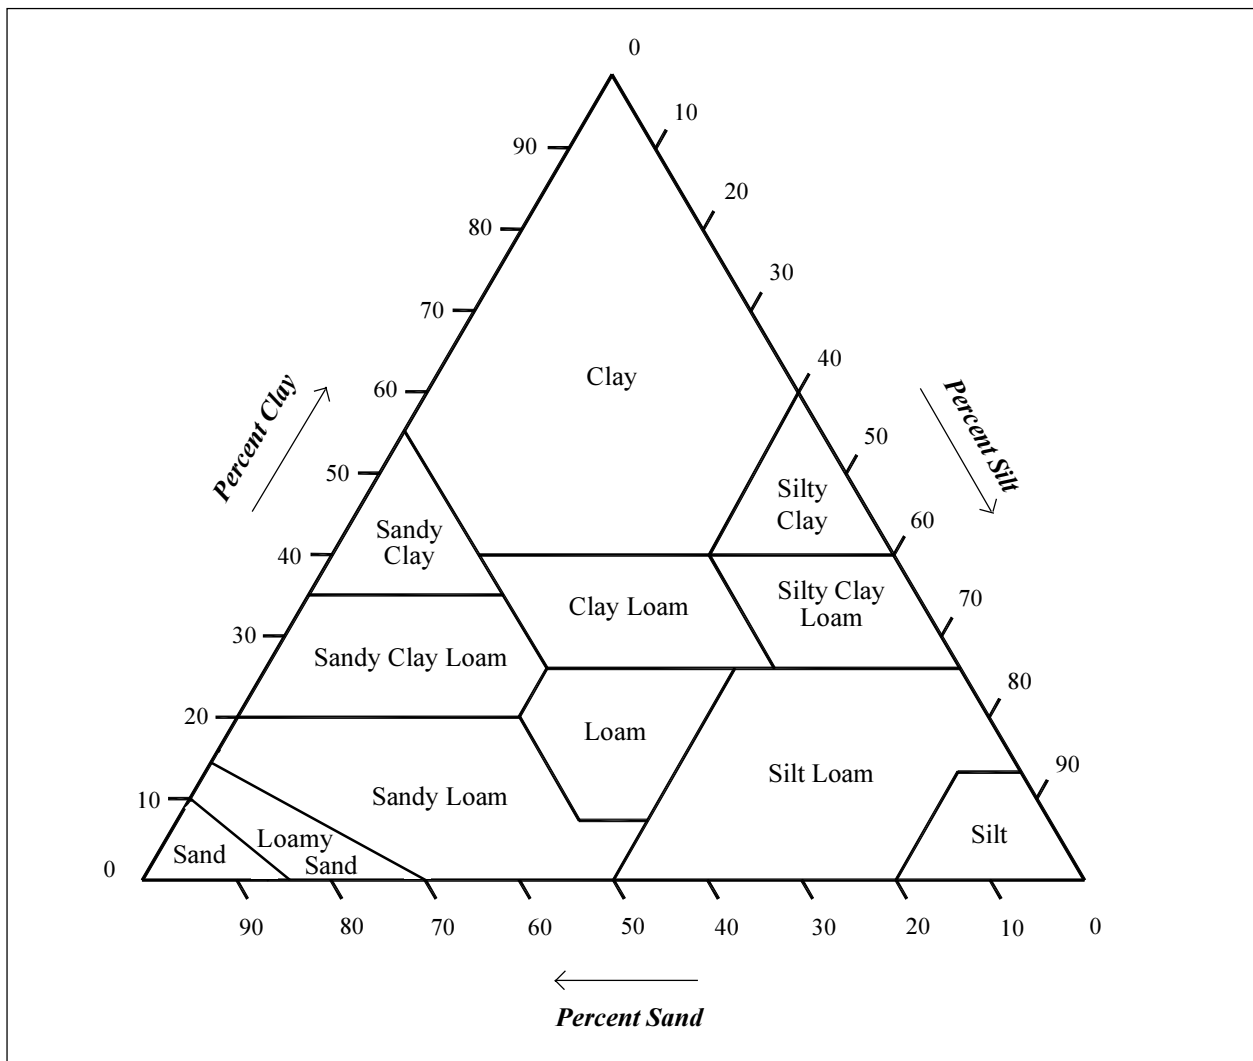 0
10
90
20
80
30
70
40
Clay
60
Percent Clay
Percent Silt
50
50
Silty
Clay
Sandy
Clay
60
40
Silty Clay
Loam
Clay Loam
70
30
Sandy Clay Loam
80
20
Loam
90
Silt Loam
Sandy Loam
10
Loamy
Sand
Sand
Silt
0
90
80
70
60
50
40
30
20
10
0
Percent Sand